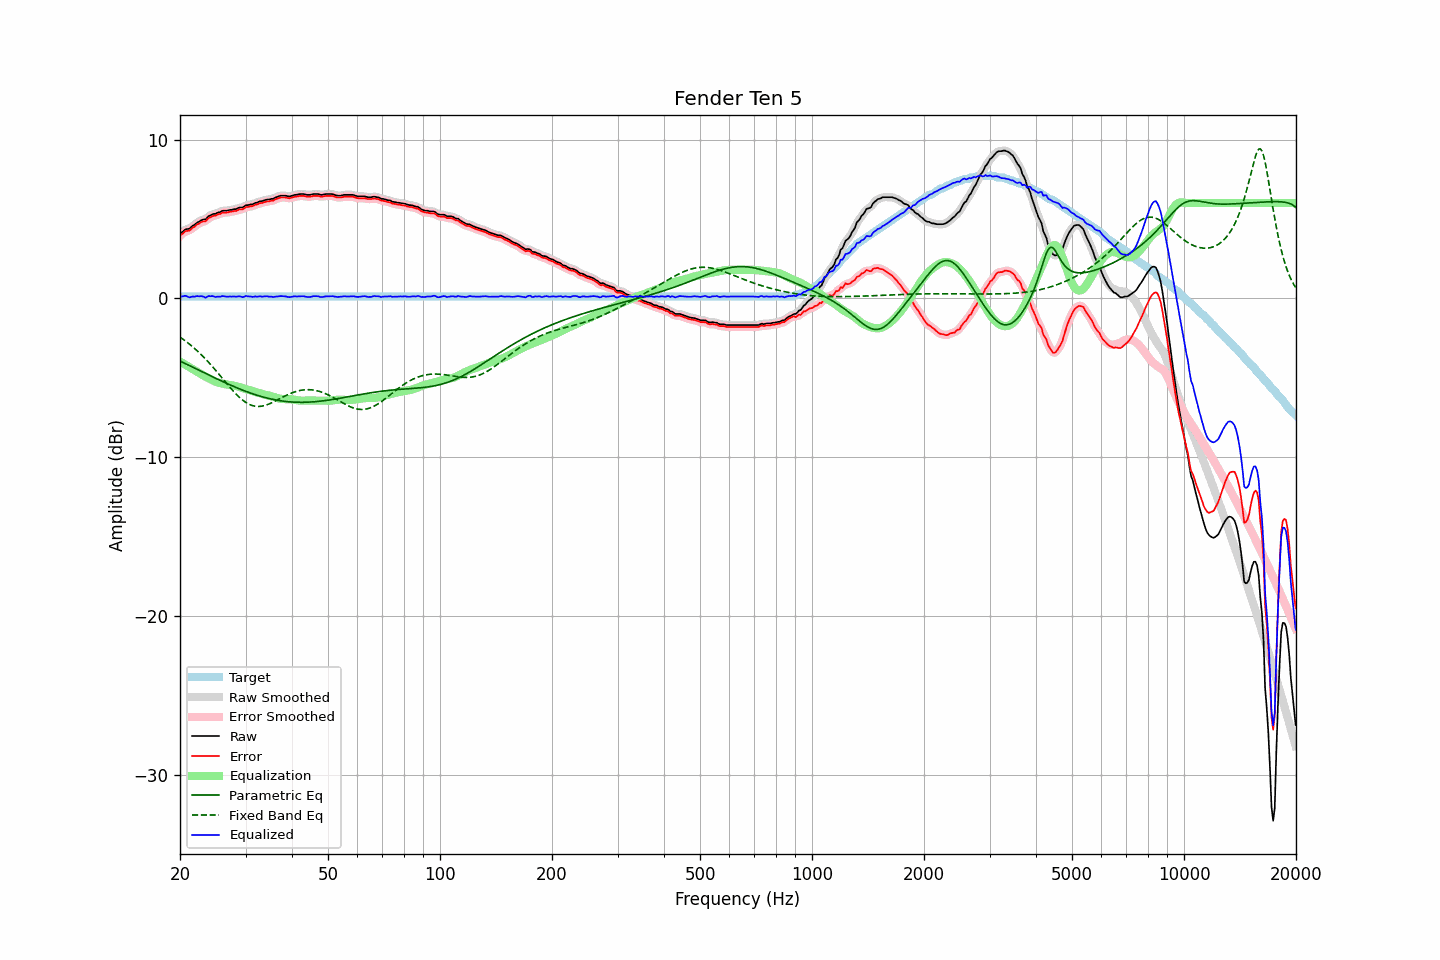 Fender Ten 5
10
0
−10
−20
−30
Amplitude (dBr)
Target
Raw Smoothed
Error Smoothed
Raw
Error
Equalization
Parametric Eq
Fixed Band Eq
Equalized
20 50 100 200 500 1000 2000 5000 10000 20000
Frequency (Hz)